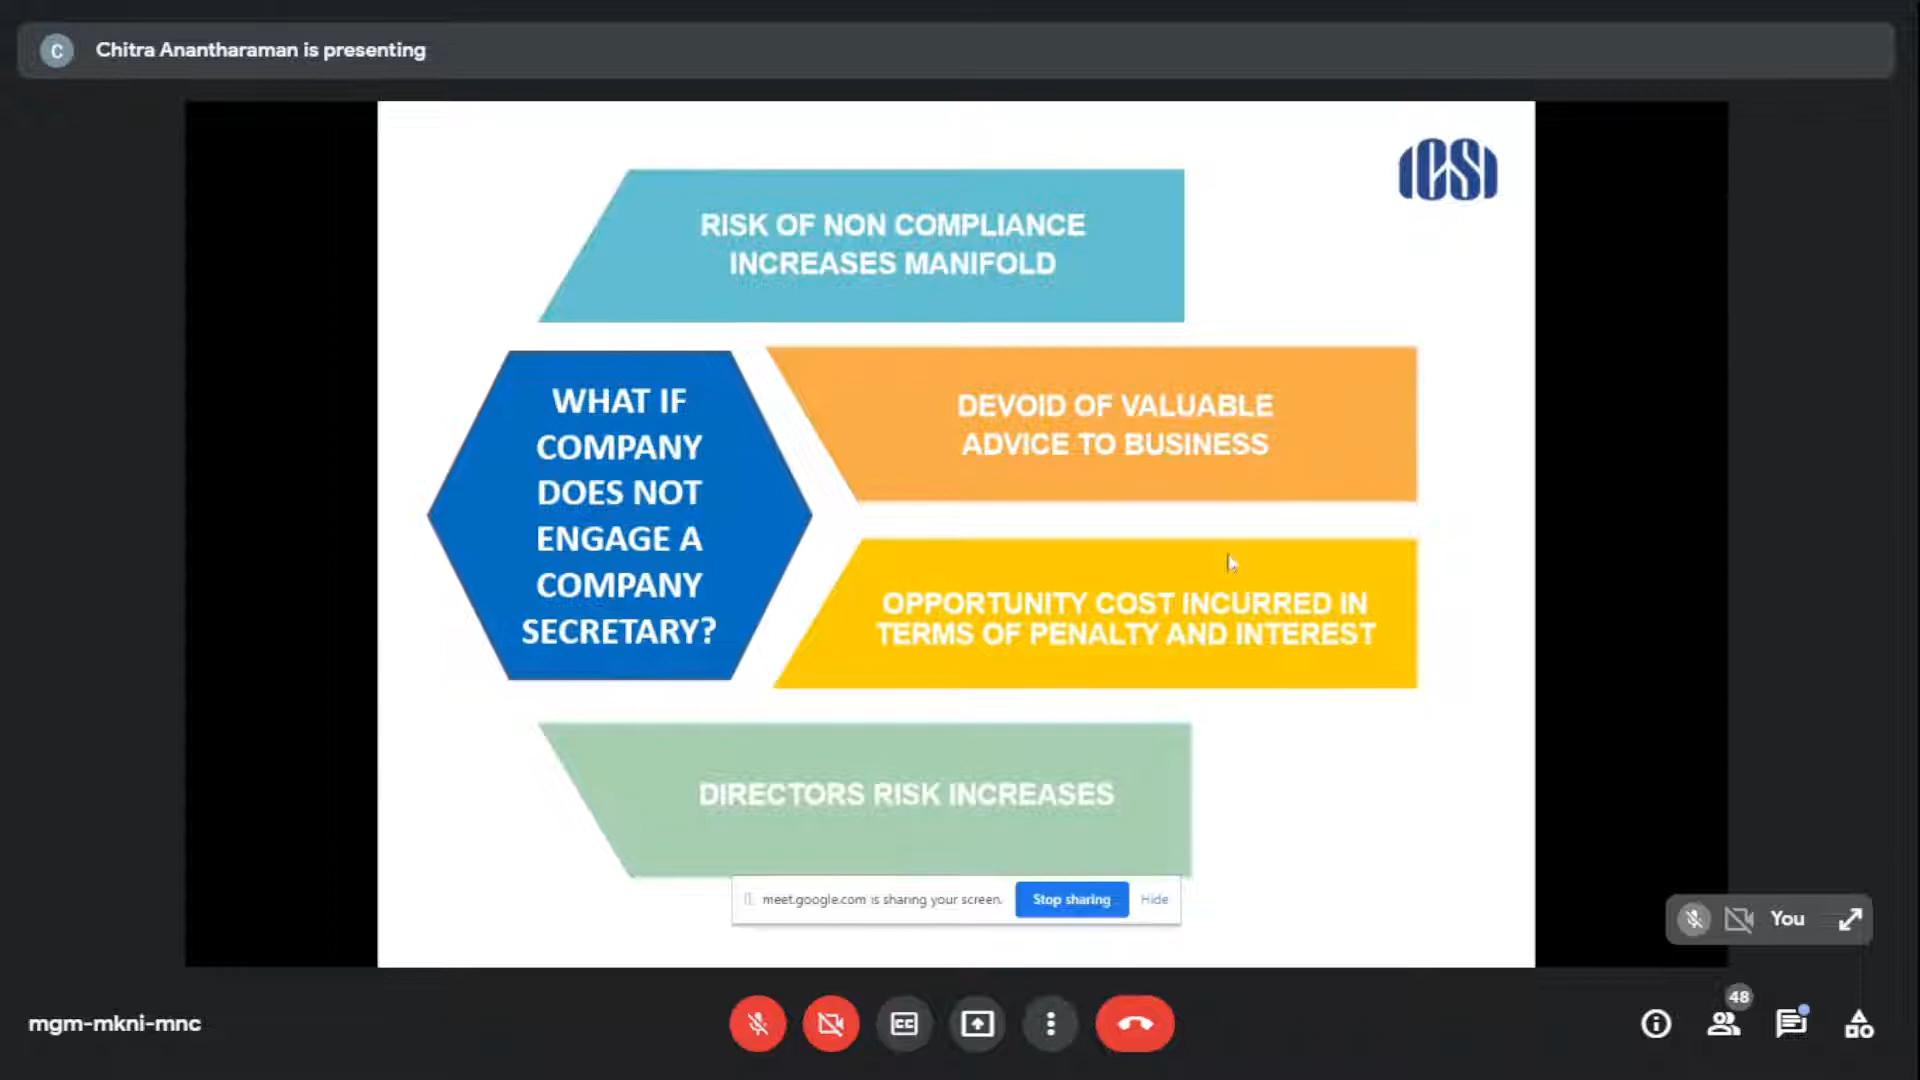 C
Chitra Anantharaman is presenting
ICSI
RISK OF NON COMPLIANCE
INCREASES MANIFOLD
WHAT IF
COMPANY
DOES NOT
ENGAGE A
COMPANY
SECRETARY?
DEVOID OF VALUABLE
ADVICE TO BUSINESS
OPPORTUNITY COST INCURRED IN
TERMS OF PENALTY AND INTEREST
DIRECTORS RISK INCREASES
meet.google.com is sharing your screen.
Stop sharing
Hide
You
mgm-mkni-mnc
CC
48